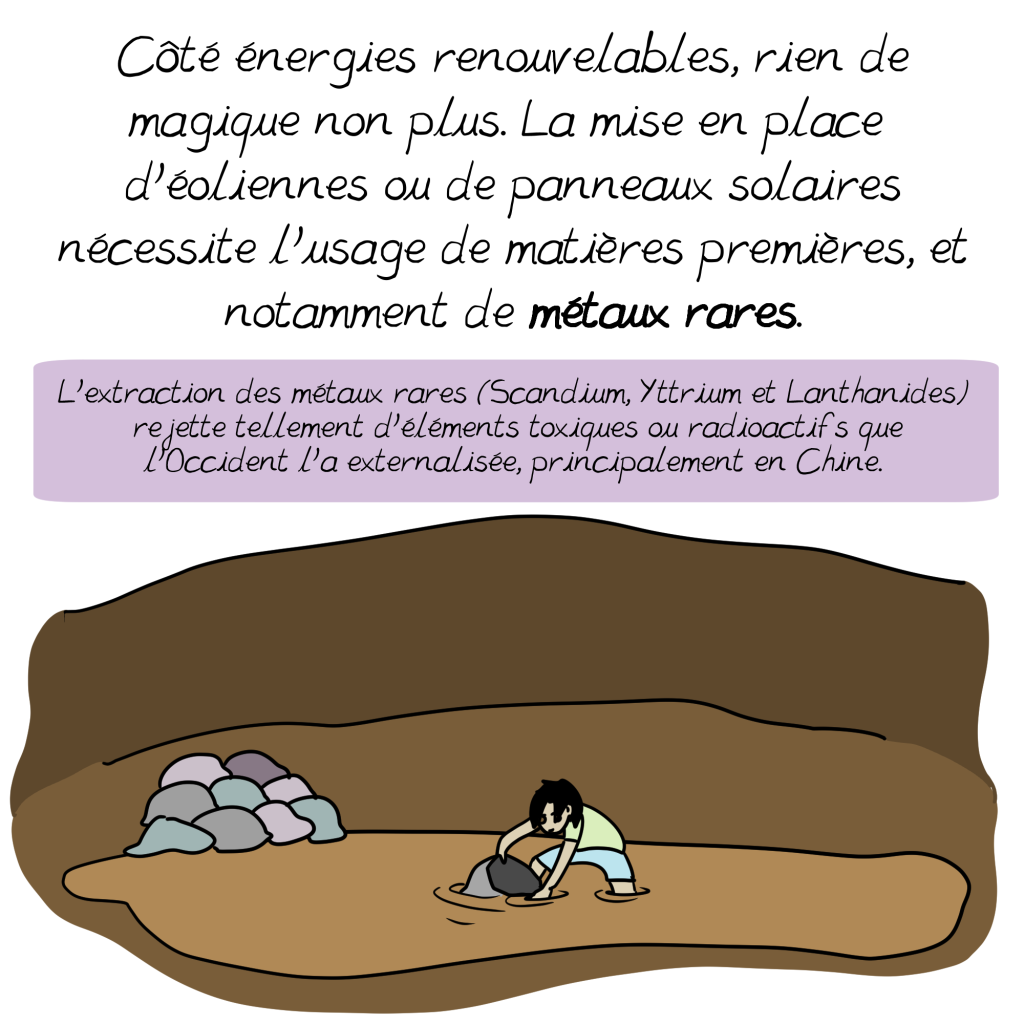 Côté énergies renouvelables, rien de
magique non plus. La mise en place
d'éoliennes ou de panneaux solaires
nécessite l'usage de matières premières, et
notamment de métaux rares.
L'extraction des métaux rares (Scandium, Yttrium et Lanthanides)
rejette tellement d'éléments toxiques ou radioactifs que
l'Occident l'a externalisée, principalement en Chine.